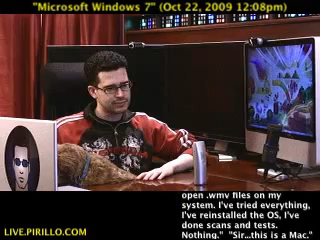 "Microsoft Windows 7" (Oct 22, 2009 12:08pm)
open .wmv files on my
system. I've tried everything,
I've reinstalled the OS, I've
done scans and tests.
Nothing." "Sir...this is a Mac."
LIVE.PIRILLO.COM